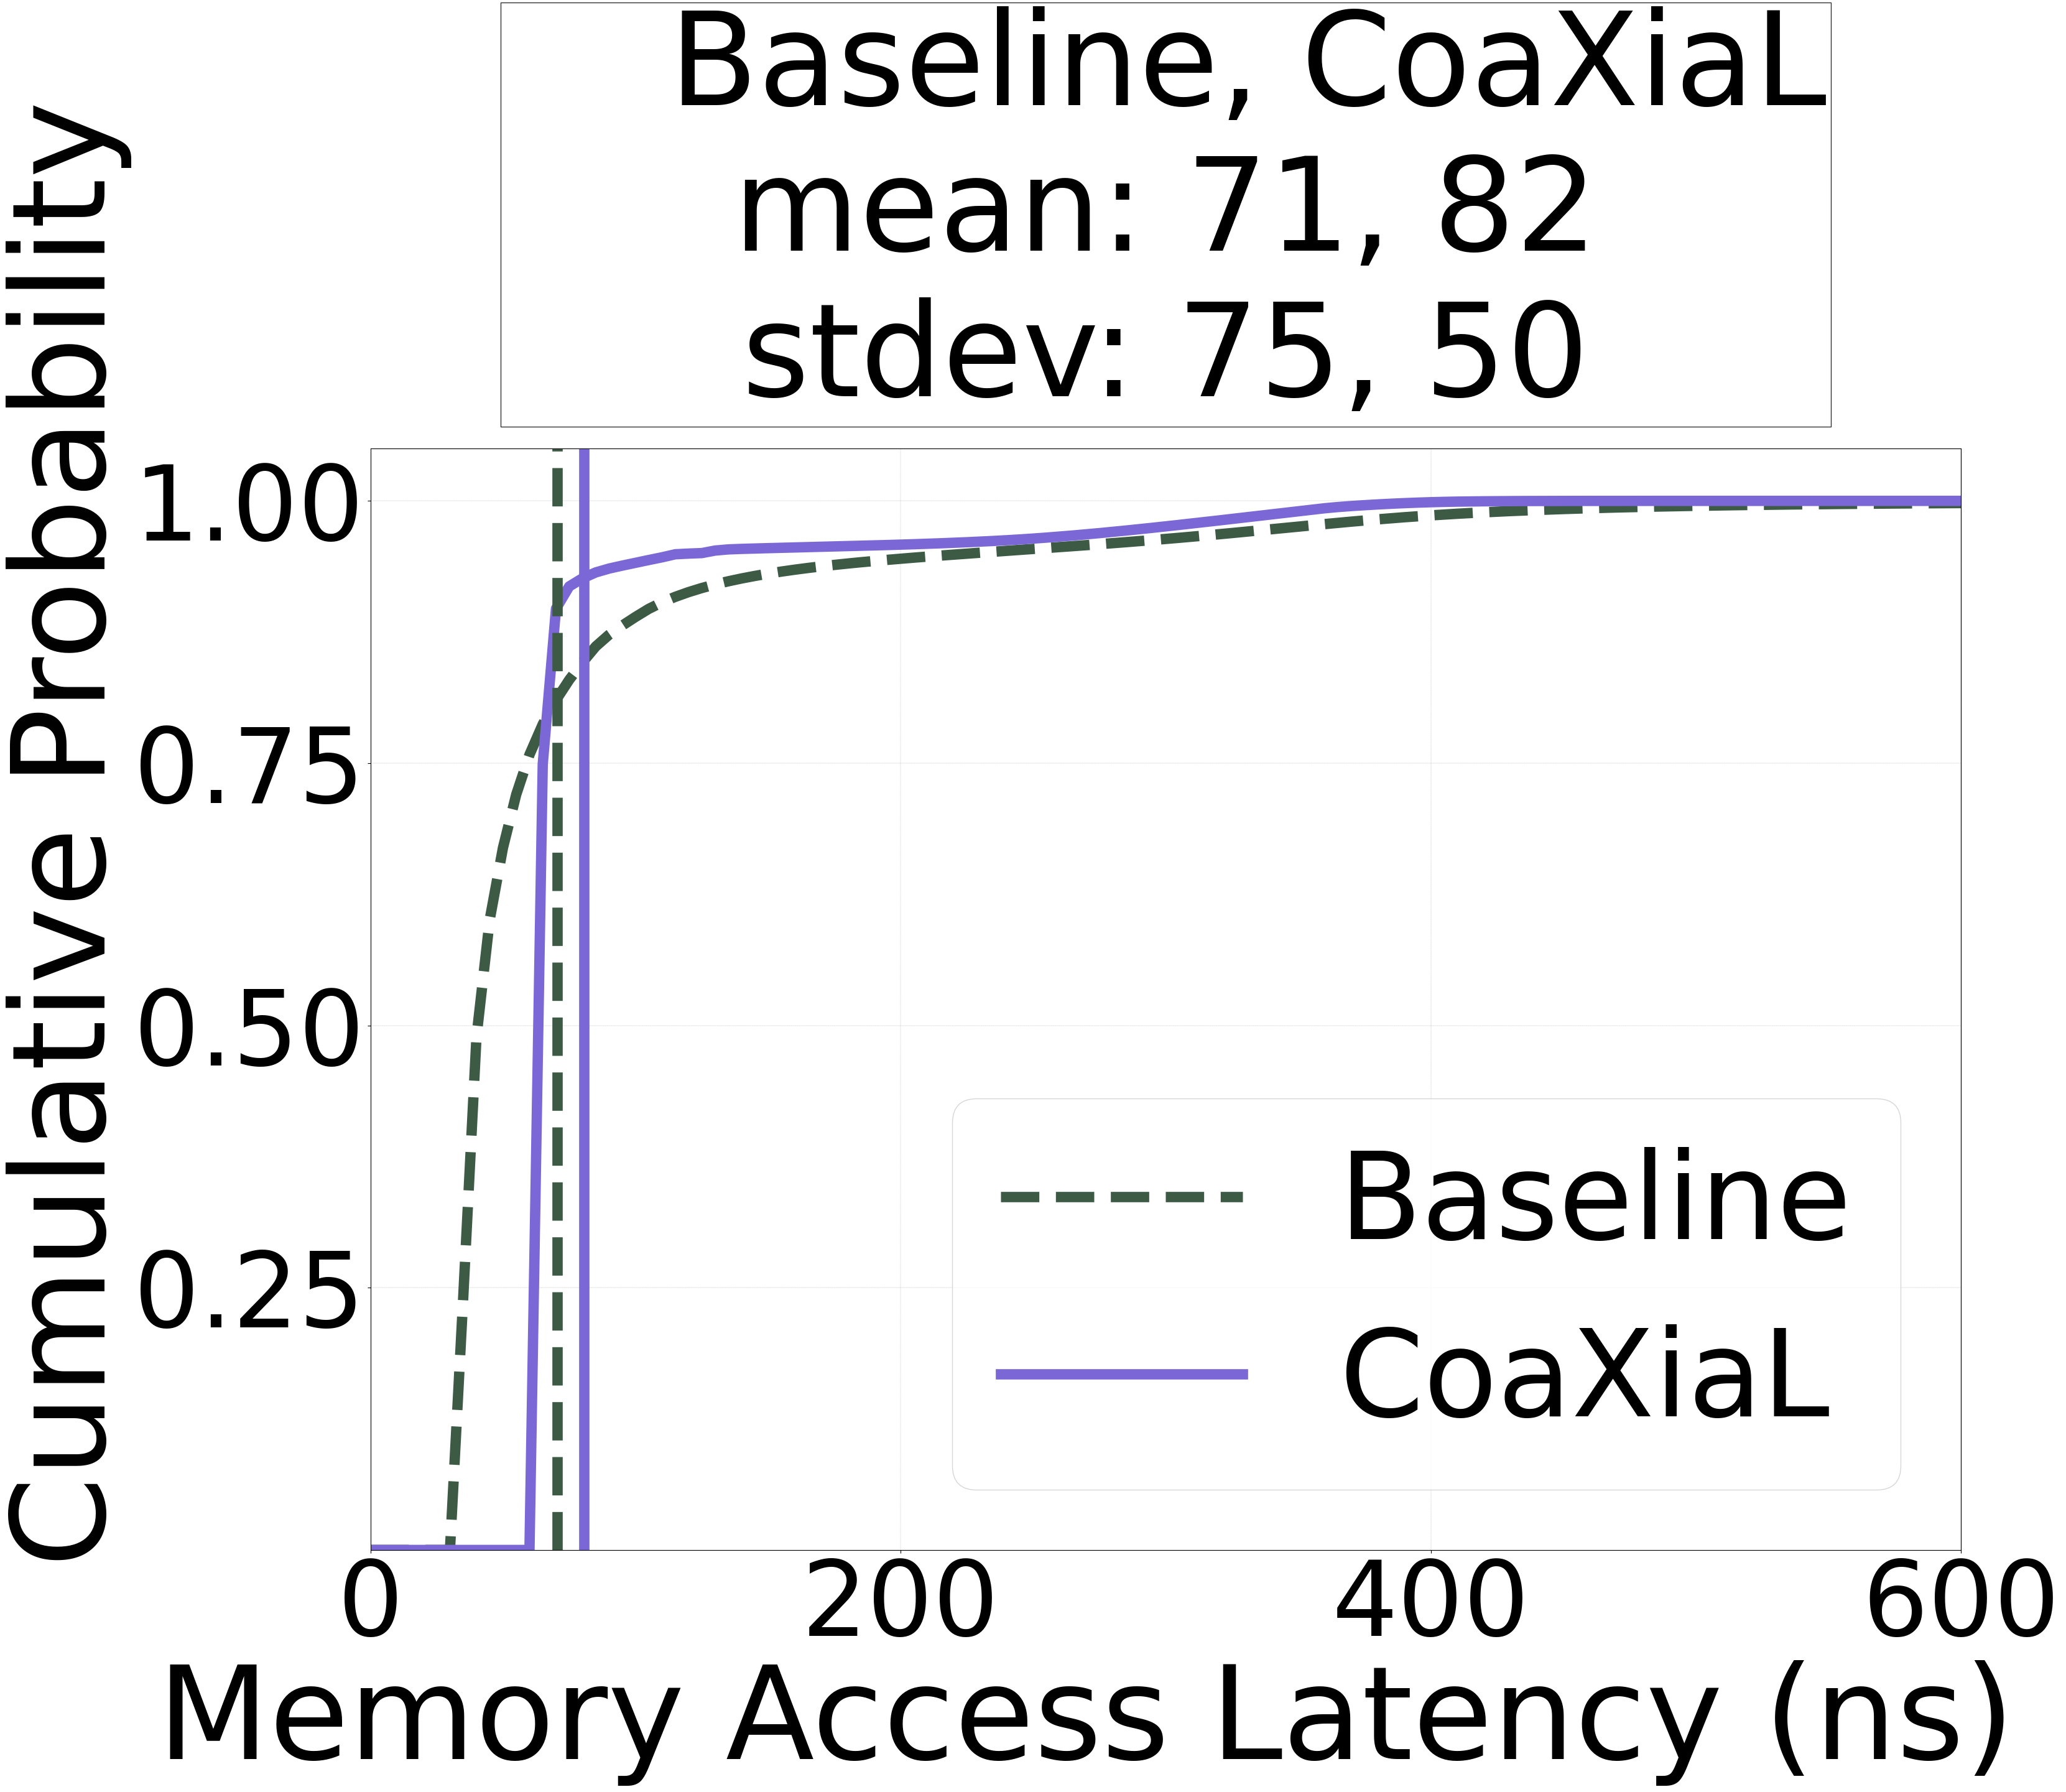 Baseline, CoaXiaL
mean: 71, 82
stdev: 75, 50
Cumulative Probability
1.00
0.75
0.50
0.25
Baseline
CoaXiaL
0 200 400 600
Memory Access Latency (ns)